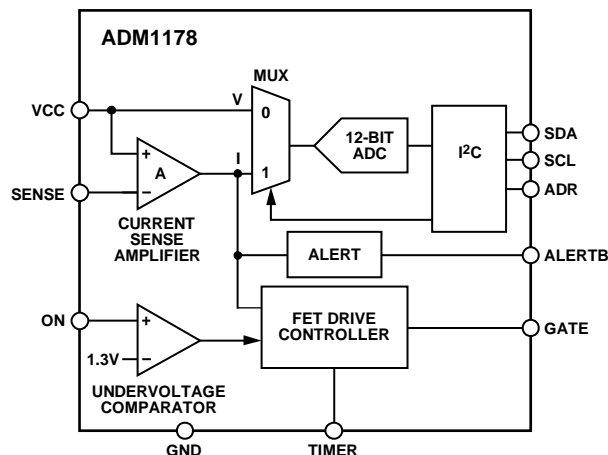 ADM1178
MUX
VCC
V
0
12-BIT
ADC
I²C
SDA
SCL
ADR
+
A
−
I
1
SENSE
CURRENT
SENSE
AMPLIFIER
ALERT
ALERTB
ON
+
1.3V
−
FET DRIVE
CONTROLLER
GATE
UNDERVOLTAGE
COMPARATOR
GND
TIMER